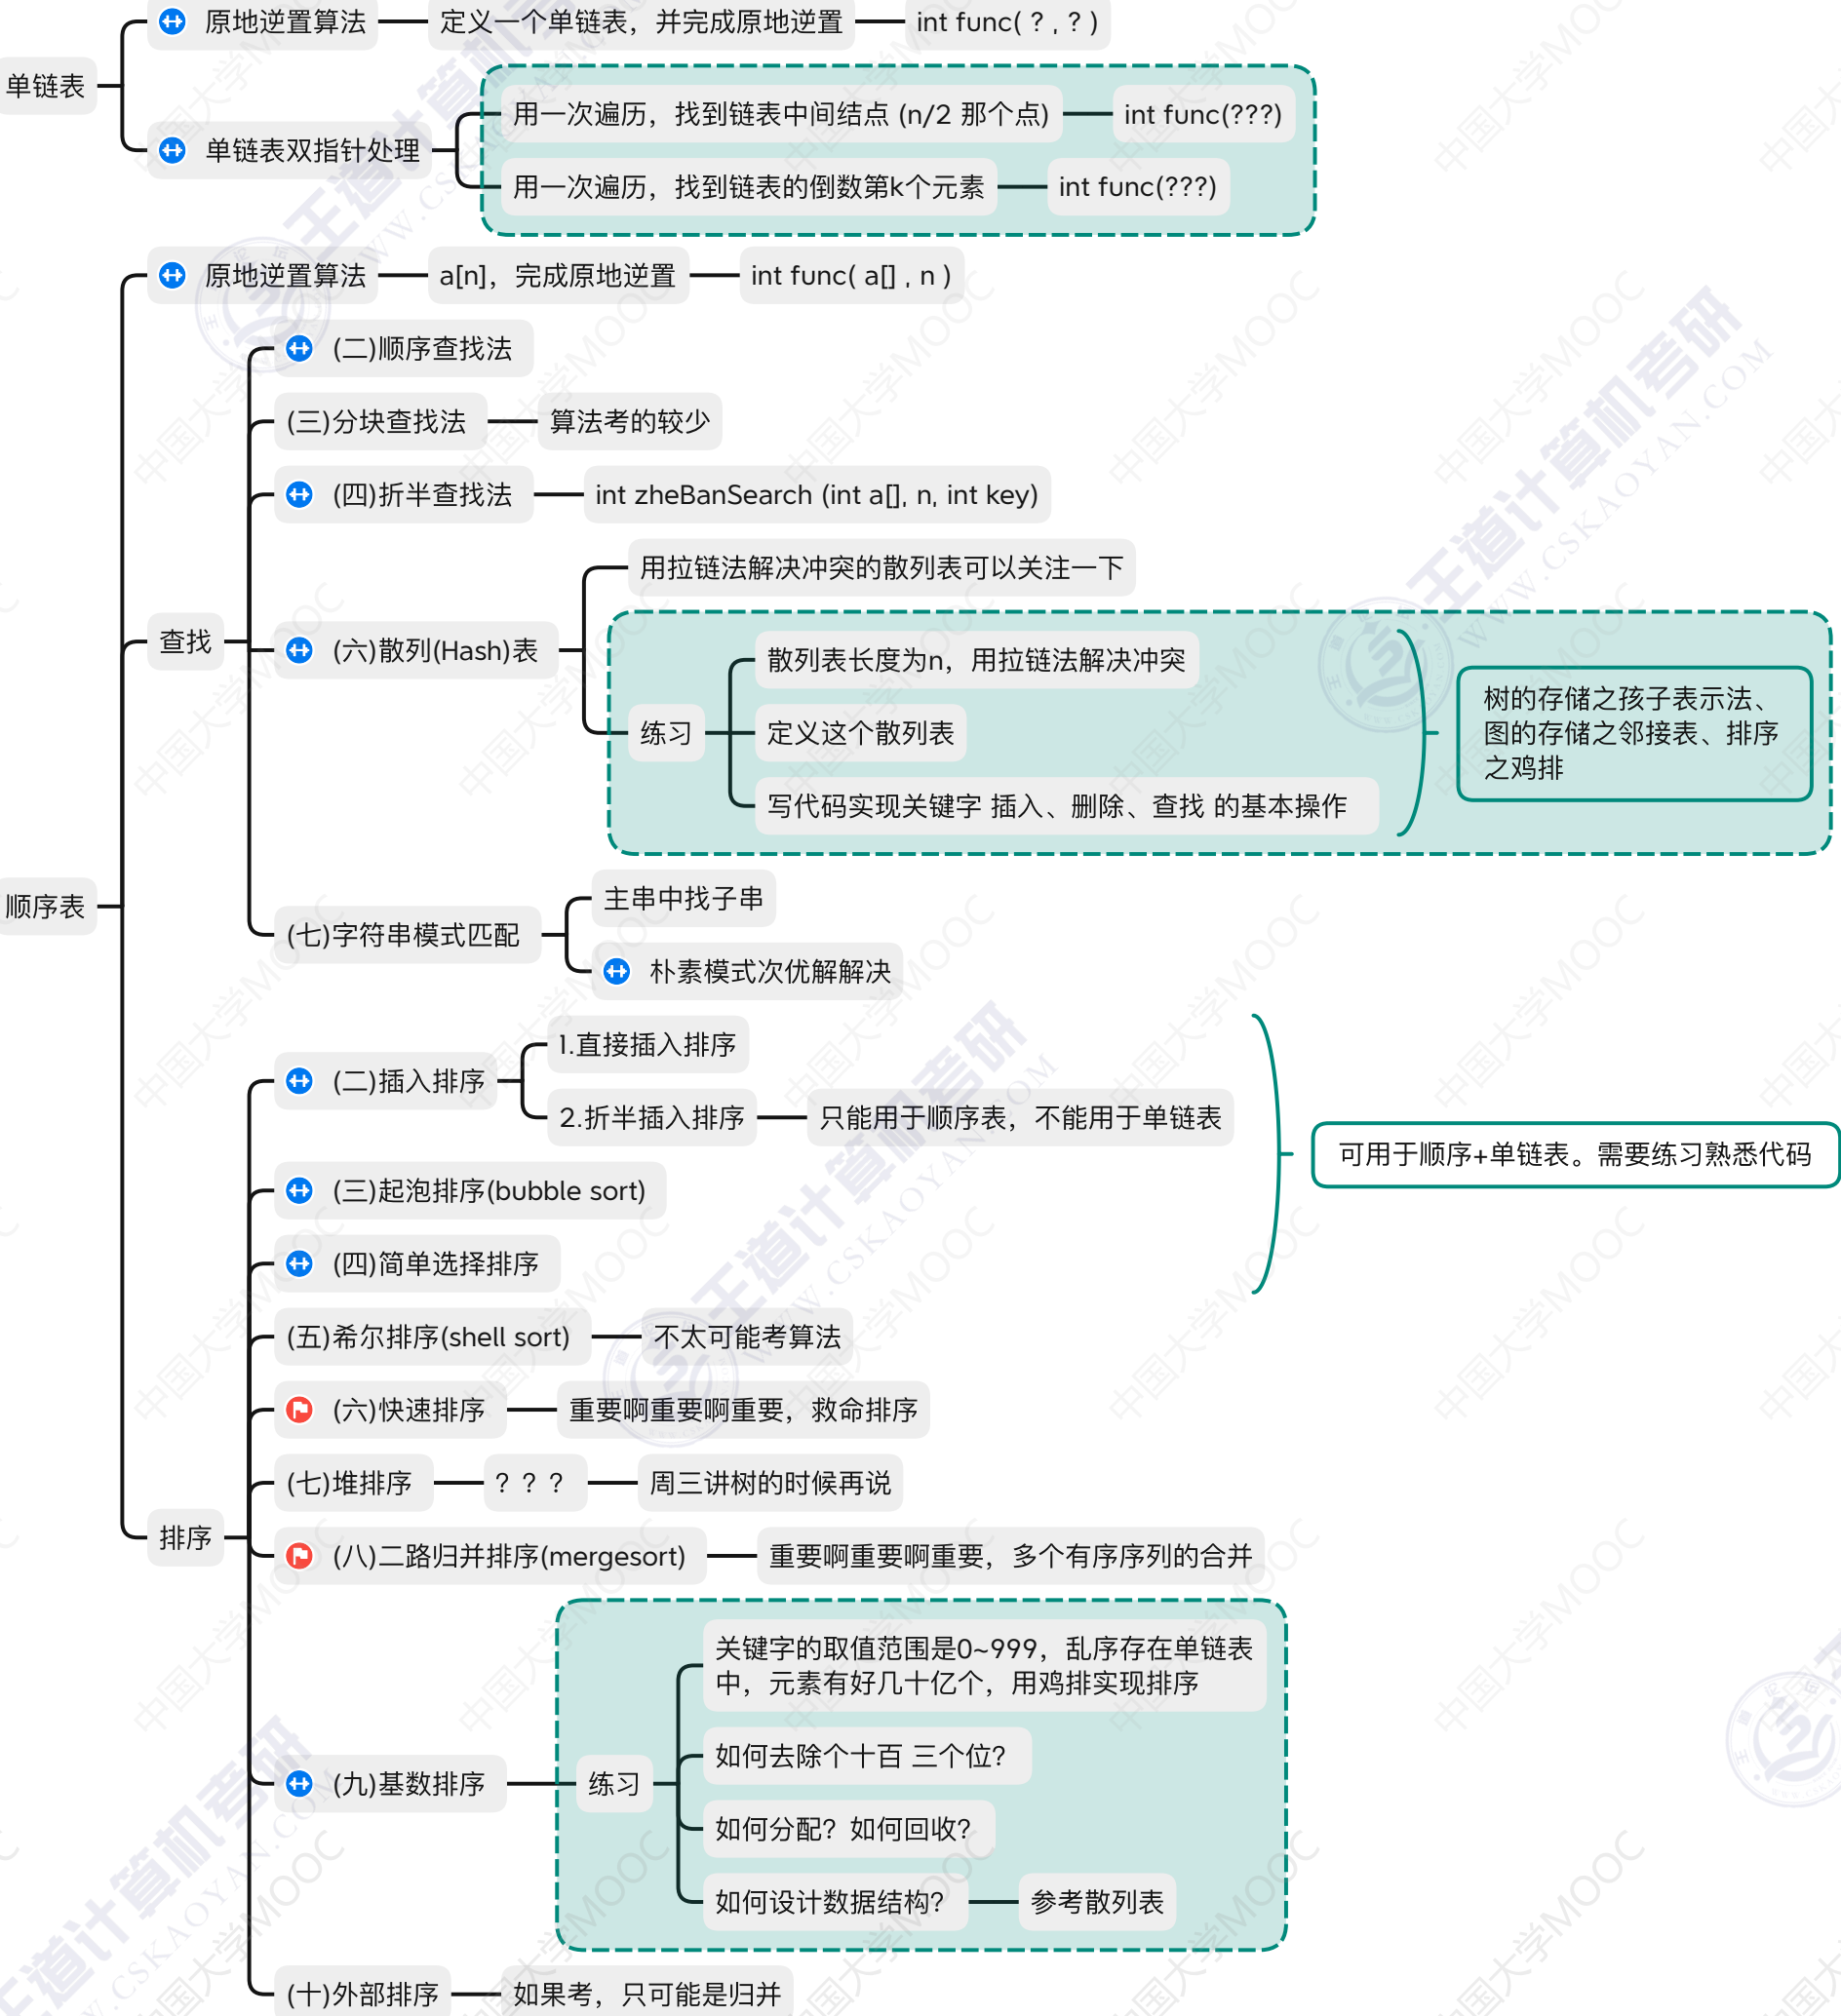 原地逆置算法
定义一个单链表，并完成原地逆置
int func( ? , ? )
单链表
单链表双指针处理
用一次遍历，找到链表中间结点 (n/2 那个点)
int func(???)
用一次遍历，找到链表的倒数第k个元素
int func(???)
顺序表
原地逆置算法
a[n]，完成原地逆置
int func( a[] , n )
查找
(二)顺序查找法
(三)分块查找法
算法考的较少
(四)折半查找法
int zheBanSearch (int a[], n, int key)
(六)散列(Hash)表
用拉链法解决冲突的散列表可以关注一下
练习
散列表长度为n，用拉链法解决冲突
定义这个散列表
写代码实现关键字 插入、删除、查找 的基本操作
树的存储之孩子表示法、
图的存储之邻接表、排序
之鸡排
(七)字符串模式匹配
主串中找子串
朴素模式次优解解决
排序
(二)插入排序
1.直接插入排序
2.折半插入排序
只能用于顺序表，不能用于单链表
(三)起泡排序(bubble sort)
(四)简单选择排序
可用于顺序+单链表。需要练习熟悉代码
(五)希尔排序(shell sort)
不太可能考算法
(六)快速排序
重要啊重要啊重要，救命排序
(七)堆排序
？？？
周三讲树的时候再说
(八)二路归并排序(mergesort)
重要啊重要啊重要，多个有序序列的合并
(九)基数排序
练习
关键字的取值范围是0~999，乱序存在单链表
中，元素有好几十亿个，用鸡排实现排序
如何去除个十百 三个位？
如何分配？如何回收？
如何设计数据结构？
参考散列表
(十)外部排序
如果考，只可能是归并
王道计算机考研
WWW.CSKAOYAN.COM
中国大学MOOC